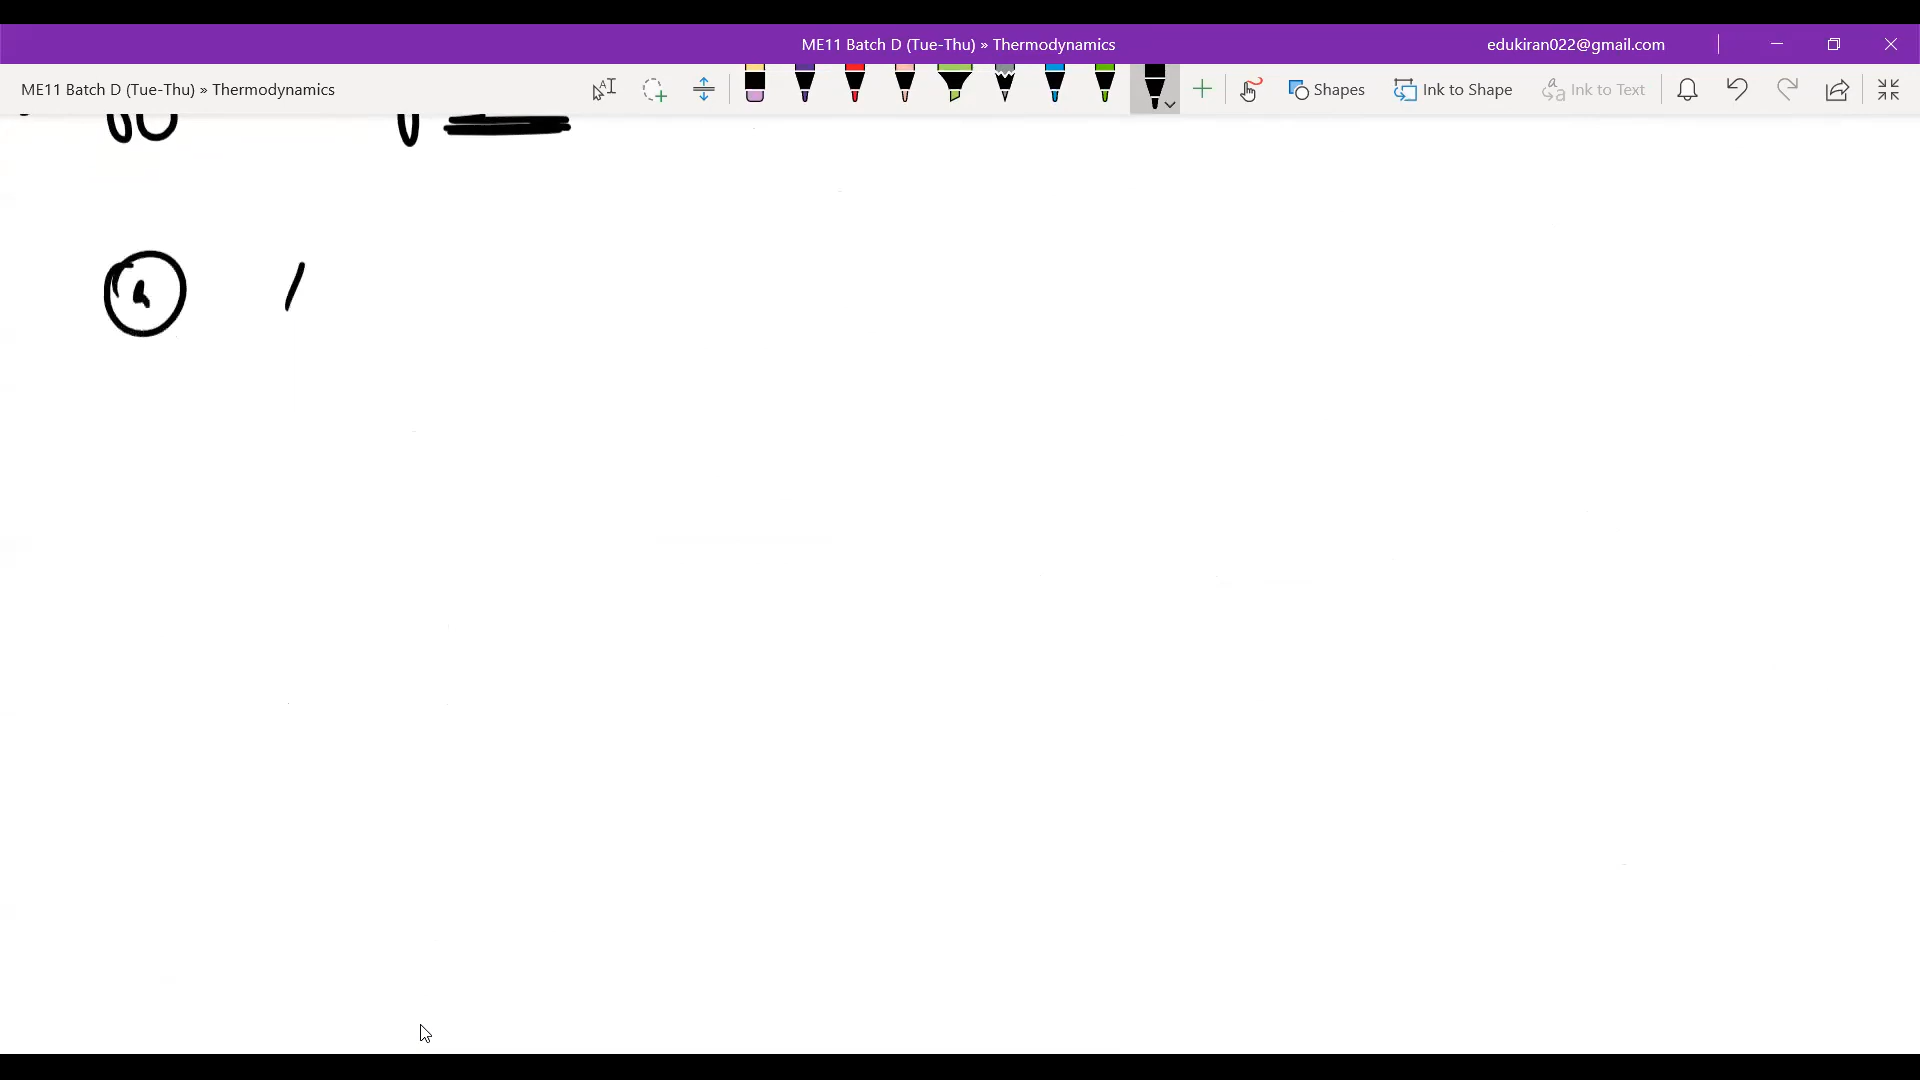 ME11 Batch D (Tue-Thu) » Thermodynamics edukiran022@gmail.com
ME11 Batch D (Tue-Thu) » Thermodynamics Shapes Ink to Shape Ink to Text